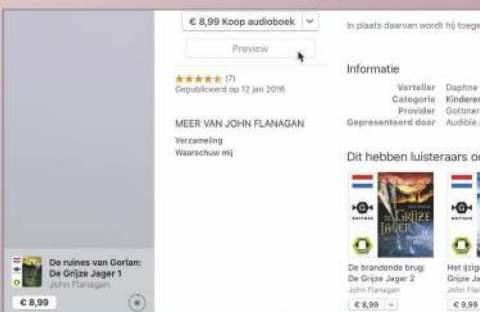 € 8,99 Koop audioboek
Preview
(7)
Gepubliceerd op 12 jan 2016
MEER VAN JOHN FLANAGAN
Verzameling
Waarschuw mij
De ruïnes van Gorlan:
De Grijze Jager 1
John Flanagan
€ 8,99
In plaats daarvan wordt hij toege
Informatie
Verteller Daphne
Categorie Kinderen
Provider Gottmer
Gepresenteerd door Audible.
Dit hebben luisteraars oo
DE GRIJZE
JAGER
De brandende brug:
De Grijze Jager 2
John Flanagan
€ 8,99
Het ijzige
Grijze Ja
John Flan
€ 9,99